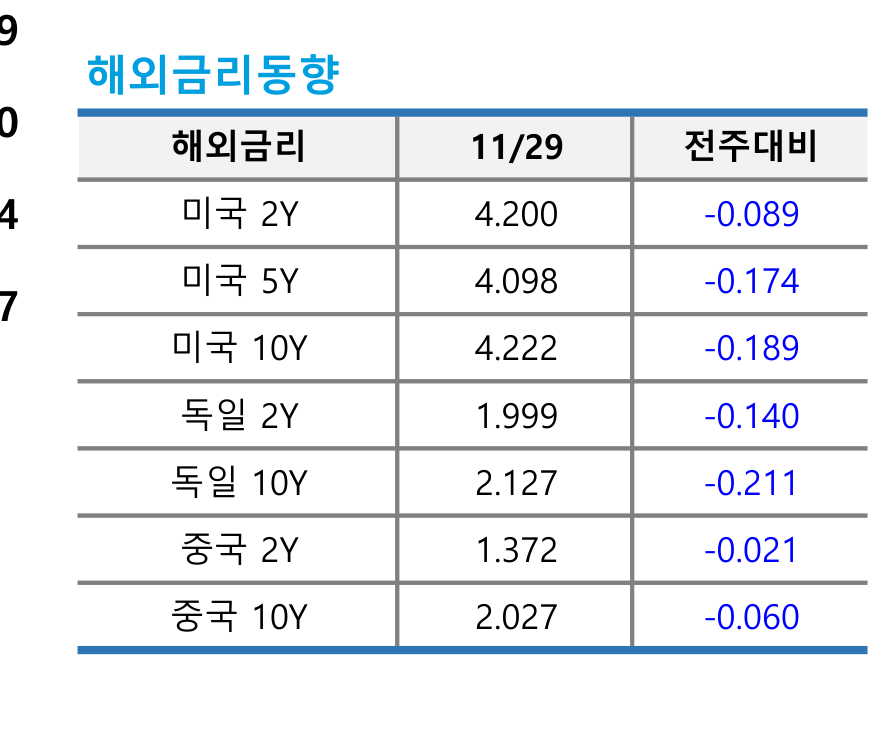 9
0
4
7
해외금리동향
해외금리 11/29 전주대비
미국 2Y 4.200 -0.089
미국 5Y 4.098 -0.174
미국 10Y 4.222 -0.189
독일 2Y 1.999 -0.140
독일 10Y 2.127 -0.211
중국 2Y 1.372 -0.021
중국 10Y 2.027 -0.060